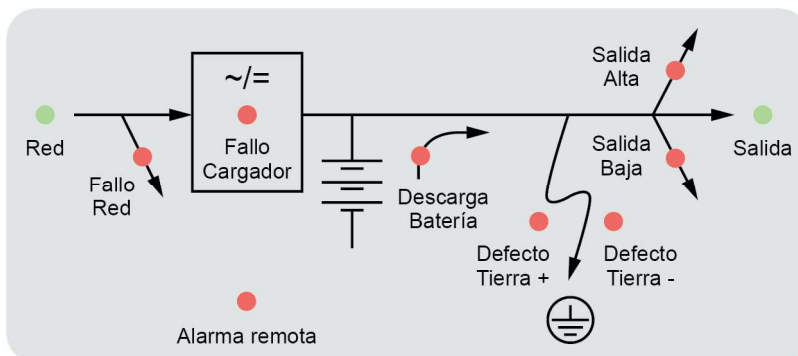 ~/=
Salida
Alta
Red
Fallo
Cargador
Salida
Baja
Salida
Fallo
Red
Descarga
Batería
Defecto
Tierra +
Defecto
Tierra -
Alarma remota